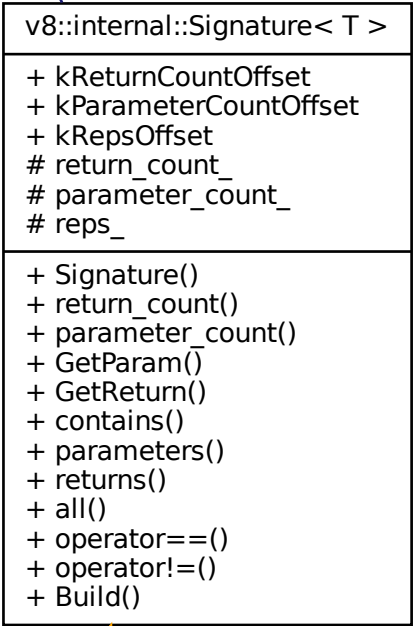 v8::internal::Signature< T >
+ kReturnCountOffset
+ kParameterCountOffset
+ kRepsOffset
# return_count_
# parameter_count_
# reps_
+ Signature()
+ return_count()
+ parameter_count()
+ GetParam()
+ GetReturn()
+ contains()
+ parameters()
+ returns()
+ all()
+ operator==()
+ operator!=()
+ Build()